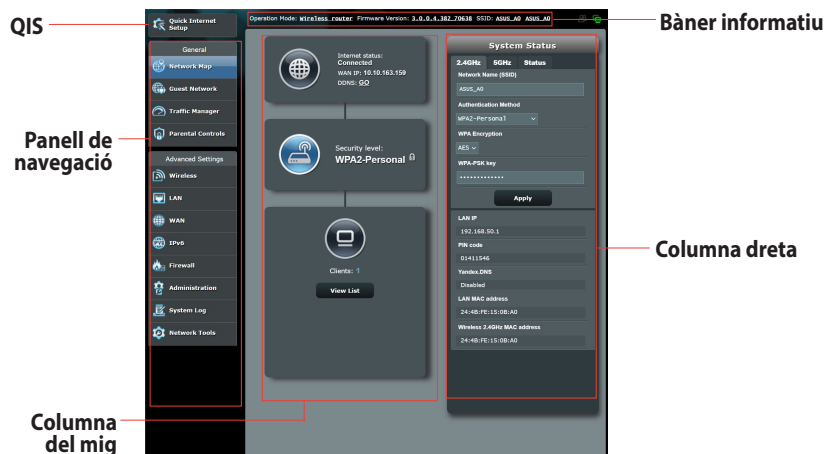 QIS
Panell de
navegació
Columna
del mig
Bàner informatiu
Columna dreta
Quick Internet
Setup
Operation Mode: Wireless router Firmware Version: 3.0.0.4.382_70638 SSID: ASUS_A0 ASUS_A0
General
Network Map
Guest Network
Traffic Manager
Parental Controls
Advanced Settings
Wireless
LAN
WAN
IPv6
Firewall
Administration
System Log
Network Tools
Internet status:
Connected
WAN IP: 10.10.163.159
DDNS: GO
Security level:
WPA2-Personal
Clients: 1
View List
System Status
2.4GHz 5GHz Status
Network Name (SSID)
ASUS_A0
Authentication Method
WPA2-Personal
WPA Encryption
AES
WPA-PSK key
•••••••••••••
Apply
LAN IP
192.168.50.1
PIN code
01411546
Yandex.DNS
Disabled
LAN MAC address
24:4B:FE:15:0B:A0
Wireless 2.4GHz MAC address
24:4B:FE:15:0B:A0